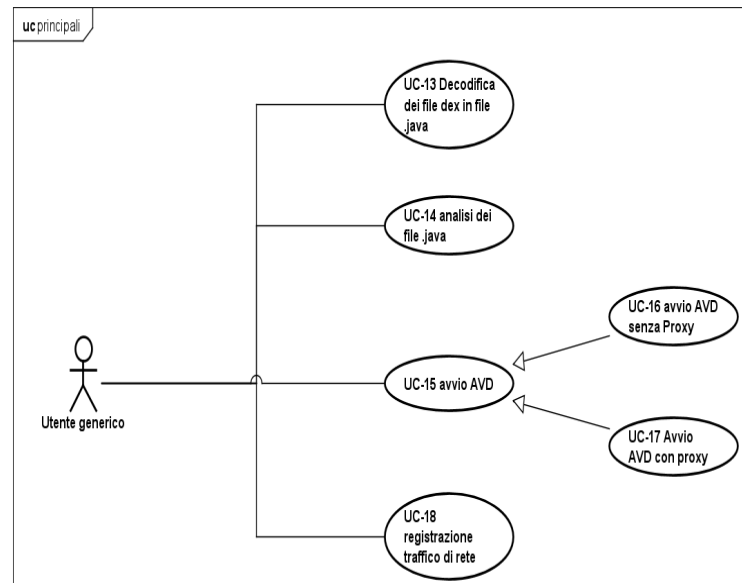 uc principali
UC-13 Decodifica
dei file dex in file
.java
UC-14 analisi dei
file .java
UC-16 avvio AVD
senza Proxy
UC-15 avvio AVD
Utente generico
UC-17 Avvio
AVD con proxy
UC-18
registrazione
traffico di rete